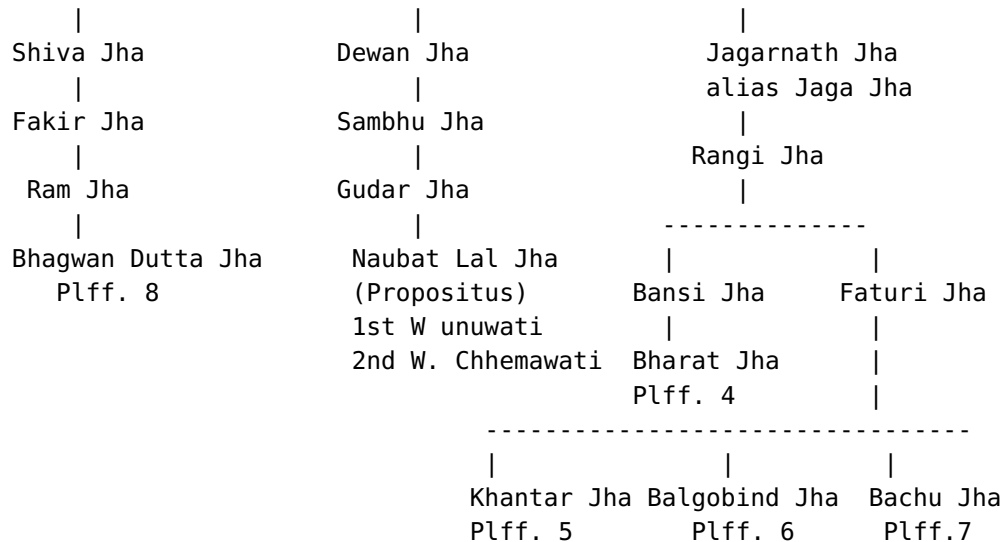 |                      |                     |
Shiva Jha             Dewan Jha                Jagarnath Jha
    |                      |                   alias Jaga Jha
Fakir Jha             Sambhu Jha                  |
    |                      |                  Rangi Jha
 Ram Jha              Gudar Jha                   |
    |                      |                --------------
Bhagwan Dutta Jha      Naubat Lal Jha       |             |
   Plff. 8             (Propositus)       Bansi Jha     Faturi Jha
                       1st W unuwati        |             |
                       2nd W. Chhemawati  Bharat Jha      |
                                          Plff. 4         |
                                ---------------------------------
                                |               |          |
                               Khantar Jha Balgobind Jha  Bachu Jha
                               Plff. 5        Plff. 6      Plff.7